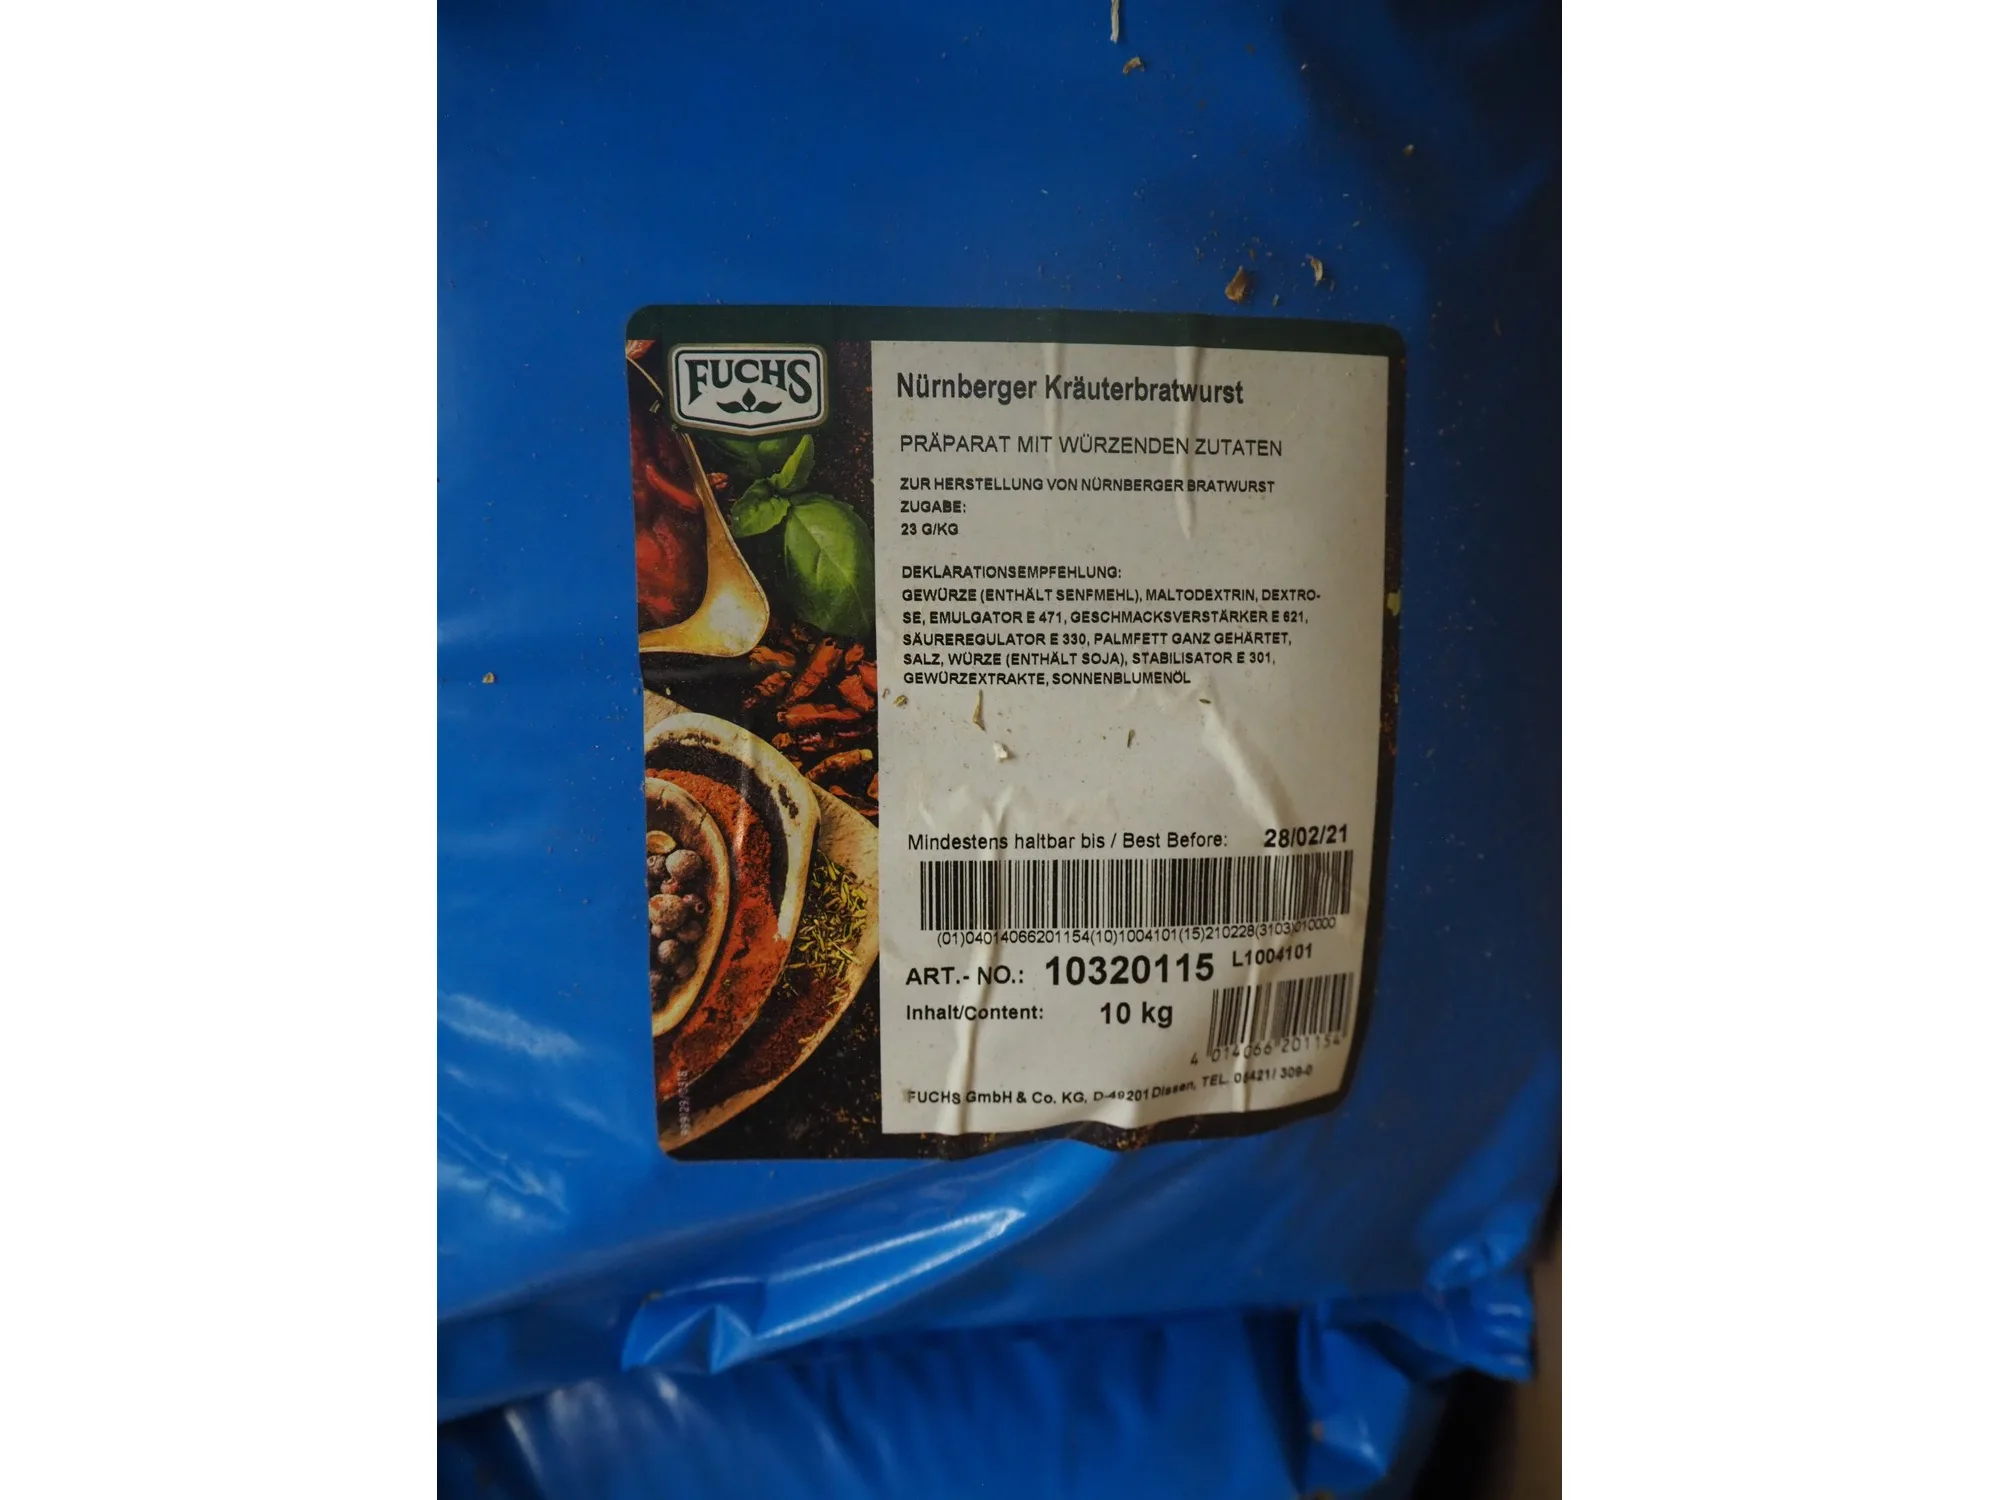 FUCHS
Nürnberger Kräuterbratwurst
PRÄPARAT MIT WÜRZENDEN ZUTATEN
ZUR HERSTELLUNG VON NÜRNBERGER BRATWURST
ZUGABE:
23 G/KG
DEKLARATIONSEMPFEHLUNG:
GEWÜRZE (ENTHÄLT SENFMEHL), MALTODEXTRIN, DEXTRO-
SE, EMULGATOR E 471, GESCHMACKSVERSTÄRKER E 621,
SÄUREREGULATOR E 330, PALMFETT GANZ GEHÄRTET,
SALZ, WÜRZE (ENTHÄLT SOJA), STABILISATOR E 301,
GEWÜRZEXTRAKTE, SONNENBLUMENÖL
Mindestens haltbar bis / Best Before: 28/02/21
(01)04014066201154(10)1004101(15)210228(3103)010000
ART.- NO.: 10320115 L1004101
Inhalt/Content: 10 kg
4 014066 201154
FUCHS GmbH & Co. KG, D-49201 Dissen, TEL. 05421/ 309-0